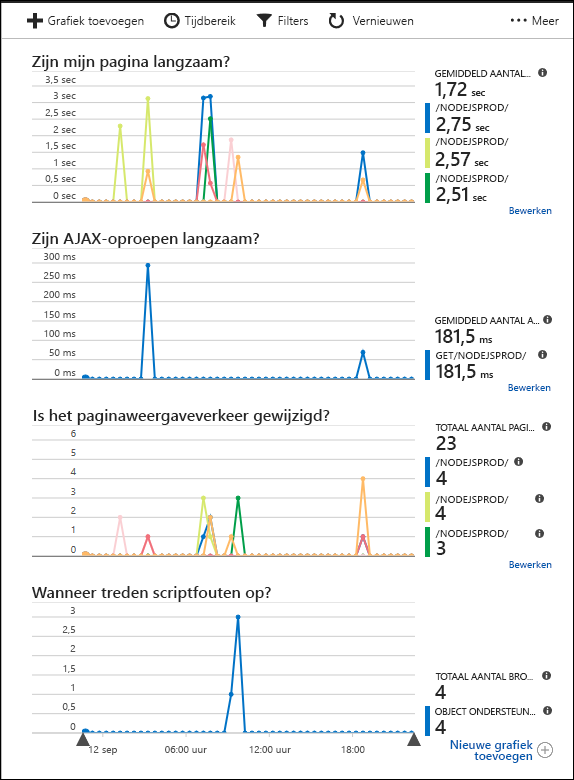 Grafiek toevoegen Tijdbereik Filters Vernieuwen Meer
Zijn mijn pagina langzaam?
3,5 sec
3 sec
2,5 sec
2 sec
1,5 sec
1 sec
0,5 sec
0 sec
GEMIDDELD AANTAL...
1,72 sec
/NODEJSPROD/
2,75 sec
/NODEJSPROD/
2,57 sec
/NODEJSPROD/
2,51 sec
Bewerken
Zijn AJAX-oproepen langzaam?
300 ms
250 ms
200 ms
150 ms
100 ms
50 ms
0 ms
GEMIDDELD AANTAL A...
181,5 ms
GET/NODEJSPROD/
181,5 ms
Bewerken
Is het paginaweergaveverkeer gewijzigd?
6
5
4
3
2
1
0
TOTAAL AANTAL PAGI...
23
/NODEJSPROD/
4
/NODEJSPROD/
4
/NODEJSPROD/
3
Bewerken
Wanneer treden scriptfouten op?
3
2,5
2
1,5
1
0,5
0
12 sep 06:00 uur 12:00 uur 18:00
TOTAAL AANTAL BRO...
4
OBJECT ONDERSTEUN...
4
Nieuwe grafiek
toevoegen